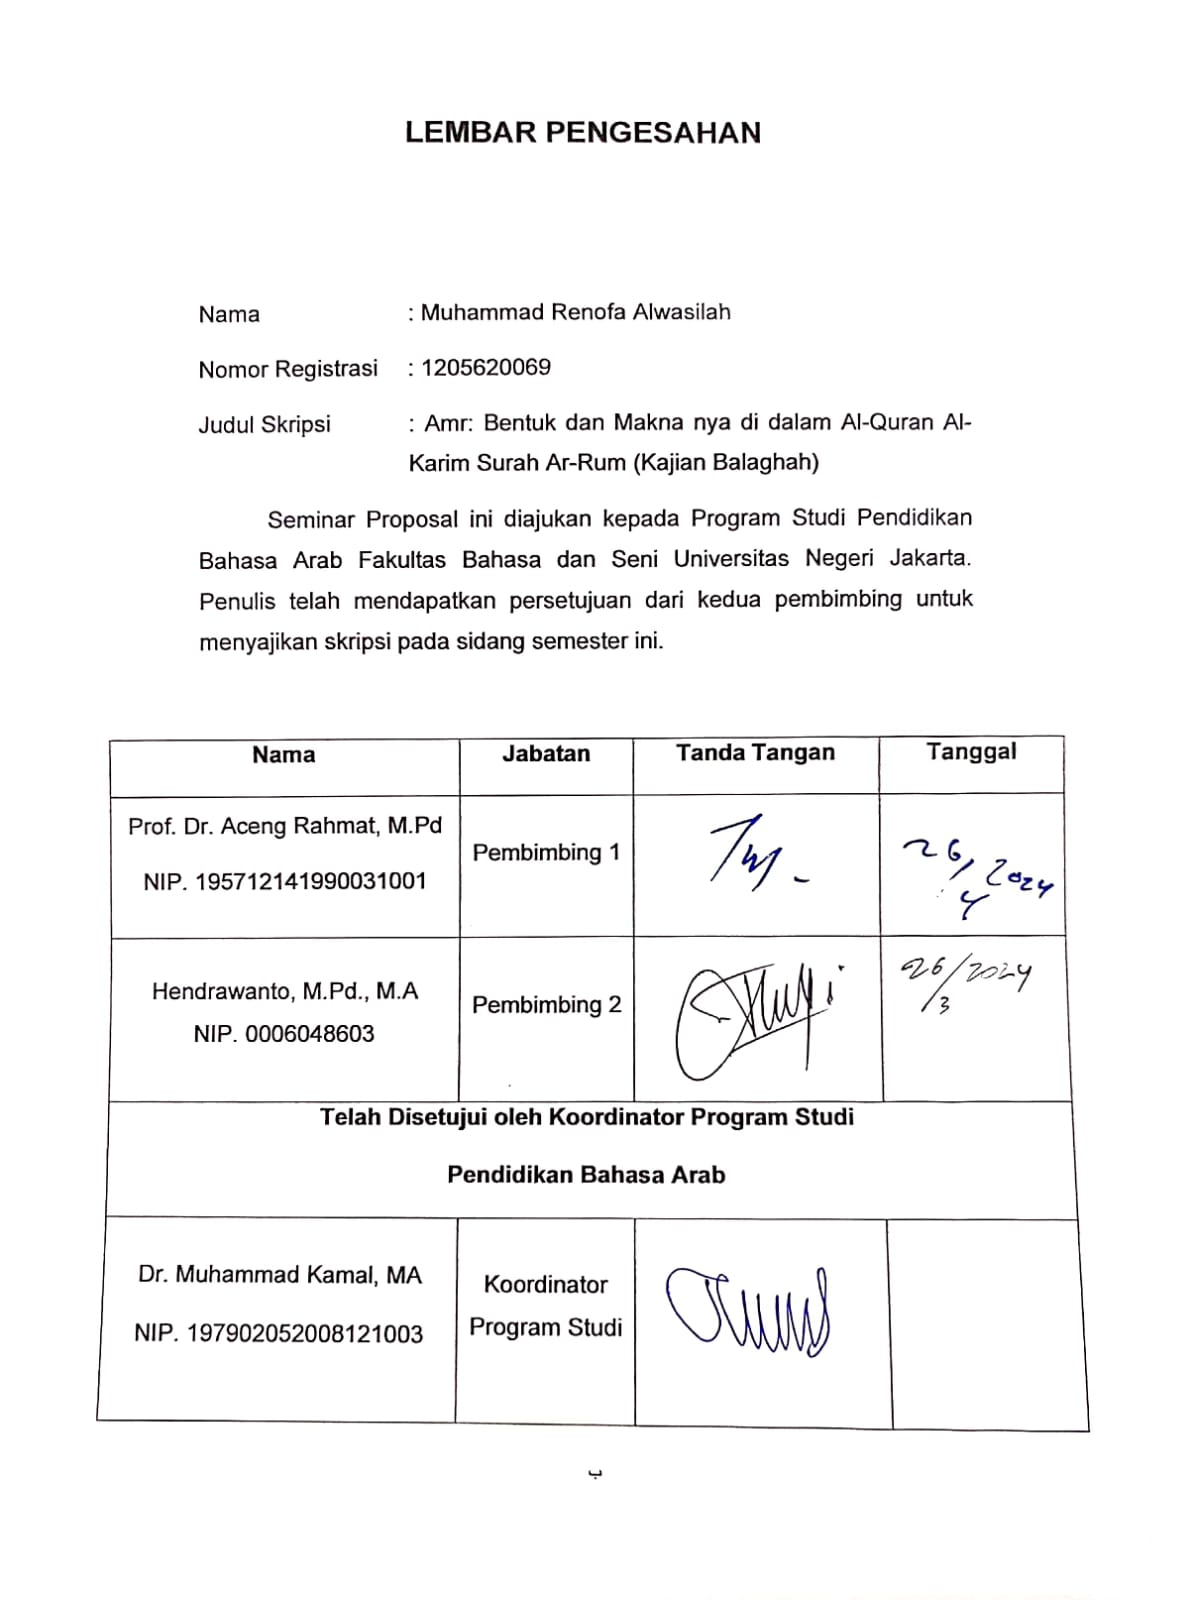 LEMBAR PENGESAHAN
Nama : Muhammad Renofa Alwasilah
Nomor Registrasi : 1205620069
Judul Skripsi : Amr: Bentuk dan Makna nya di dalam Al-Quran Al-
Karim Surah Ar-Rum (Kajian Balaghah)
Seminar Proposal ini diajukan kepada Program Studi Pendidikan
Bahasa Arab Fakultas Bahasa dan Seni Universitas Negeri Jakarta.
Penulis telah mendapatkan persetujuan dari kedua pembimbing untuk
menyajikan skripsi pada sidang semester ini.
Nama Jabatan Tanda Tangan Tanggal
Prof. Dr. Aceng Rahmat, M.Pd
NIP. 195712141990031001
Pembimbing 1
26/4 2024
Hendrawanto, M.Pd., M.A
NIP. 0006048603
Pembimbing 2
26/3 2024
Telah Disetujui oleh Koordinator Program Studi
Pendidikan Bahasa Arab
Dr. Muhammad Kamal, MA
NIP. 197902052008121003
Koordinator
Program Studi
ب